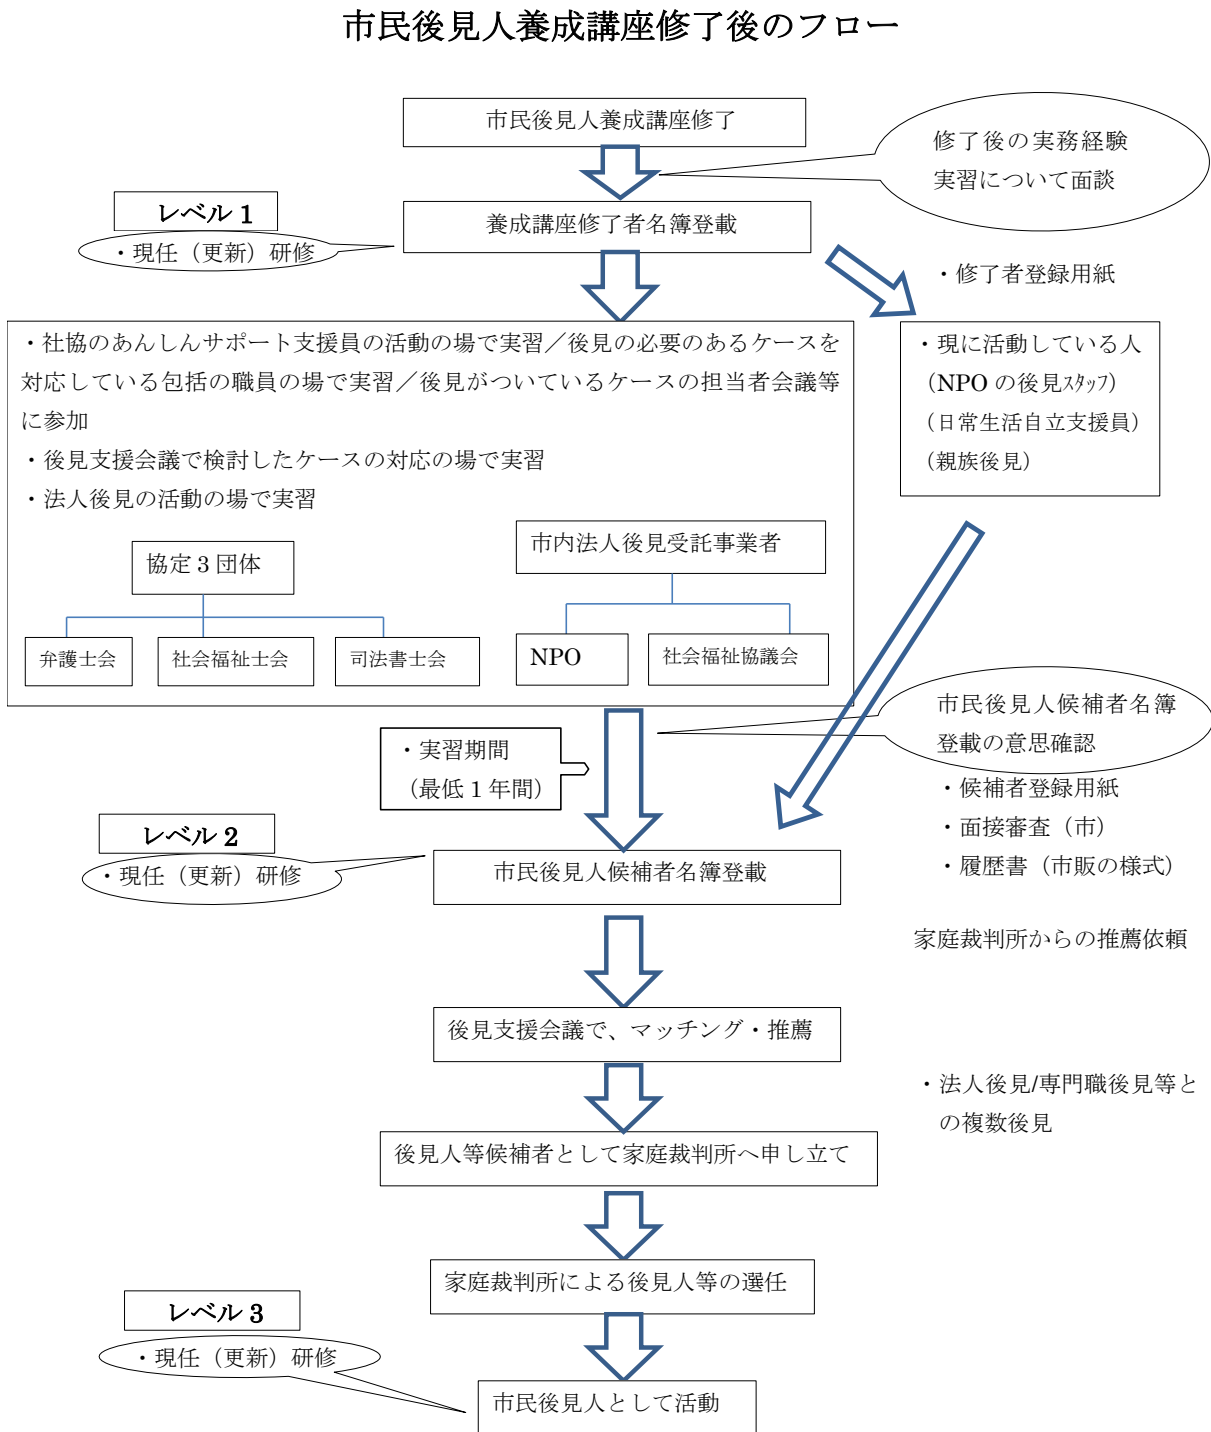 市民後見人養成講座修了後のフロー
市民後見人養成講座修了
修了後の実務経験
実習について面談
レベル 1
・現任（更新）研修
養成講座修了者名簿登載
・修了者登録用紙
・社協のあんしんサポート支援員の活動の場で実習／後見の必要のあるケースを
対応している包括の職員の場で実習／後見がついているケースの担当者会議等
に参加
・後見支援会議で検討したケースの対応の場で実習
・法人後見の活動の場で実習
協定 3 団体
弁護士会
社会福祉士会
司法書士会
市内法人後見受託事業者
NPO
社会福祉協議会
・現に活動している人
（NPO の後見ｽﾀｯﾌ）
（日常生活自立支援員）
（親族後見）
市民後見人候補者名簿
登載の意思確認
・実習期間
（最低 1 年間）
・候補者登録用紙
・面接審査（市）
・履歴書（市販の様式）
レベル 2
・現任（更新）研修
市民後見人候補者名簿登載
家庭裁判所からの推薦依頼
後見支援会議で、マッチング・推薦
・法人後見/専門職後見等と
の複数後見
後見人等候補者として家庭裁判所へ申し立て
家庭裁判所による後見人等の選任
レベル 3
・現任（更新）研修
市民後見人として活動